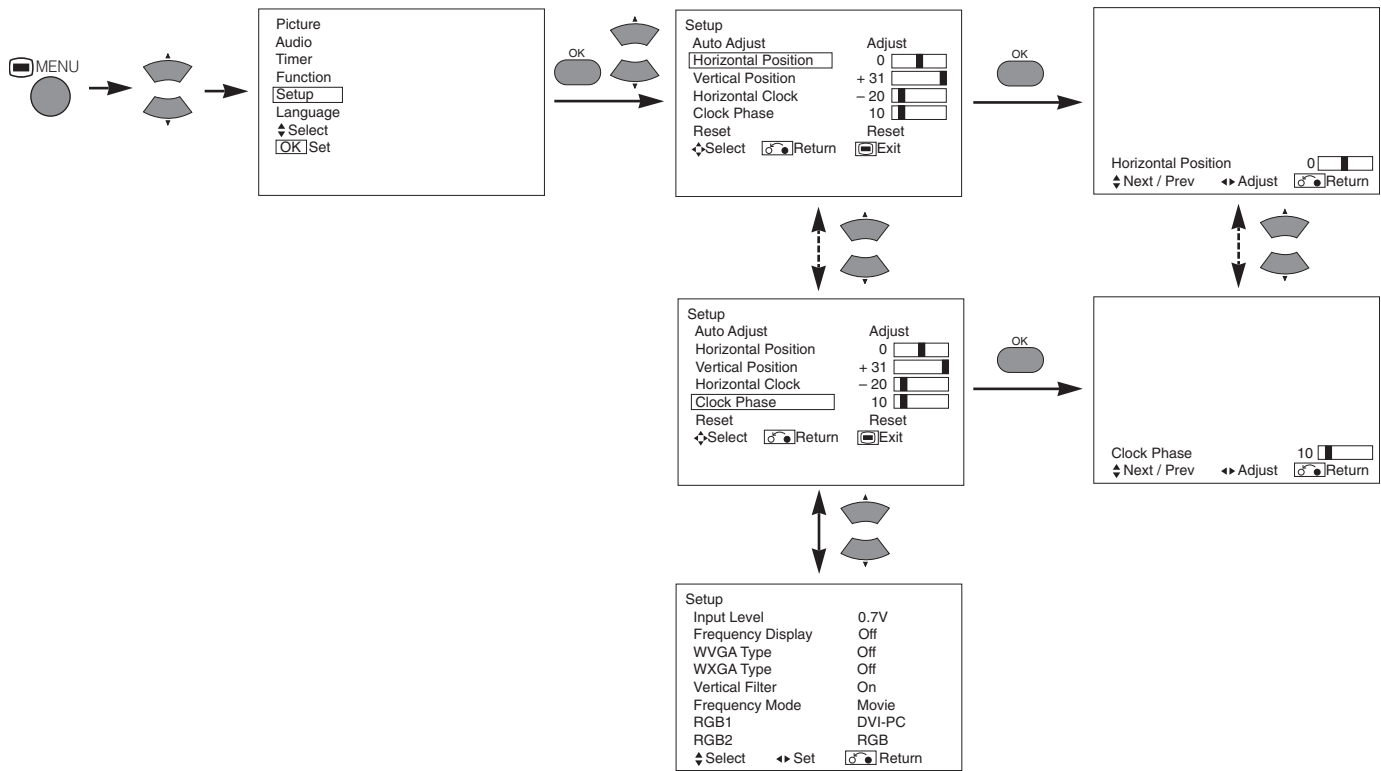 MENU
Picture
Audio
Timer
Function
Setup
Language
Select
OK Set
OK
Setup
Auto Adjust Adjust
Horizontal Position 0
Vertical Position + 31
Horizontal Clock – 20
Clock Phase 10
Reset Reset
Select Return Exit
OK
Horizontal Position 0
Next / Prev Adjust Return
Setup
Auto Adjust Adjust
Horizontal Position 0
Vertical Position + 31
Horizontal Clock – 20
Clock Phase 10
Reset Reset
Select Return Exit
OK
Clock Phase 10
Next / Prev Adjust Return
Setup
Input Level 0.7V
Frequency Display Off
WVGA Type Off
WXGA Type Off
Vertical Filter On
Frequency Mode Movie
RGB1 DVI-PC
RGB2 RGB
Select Set Return